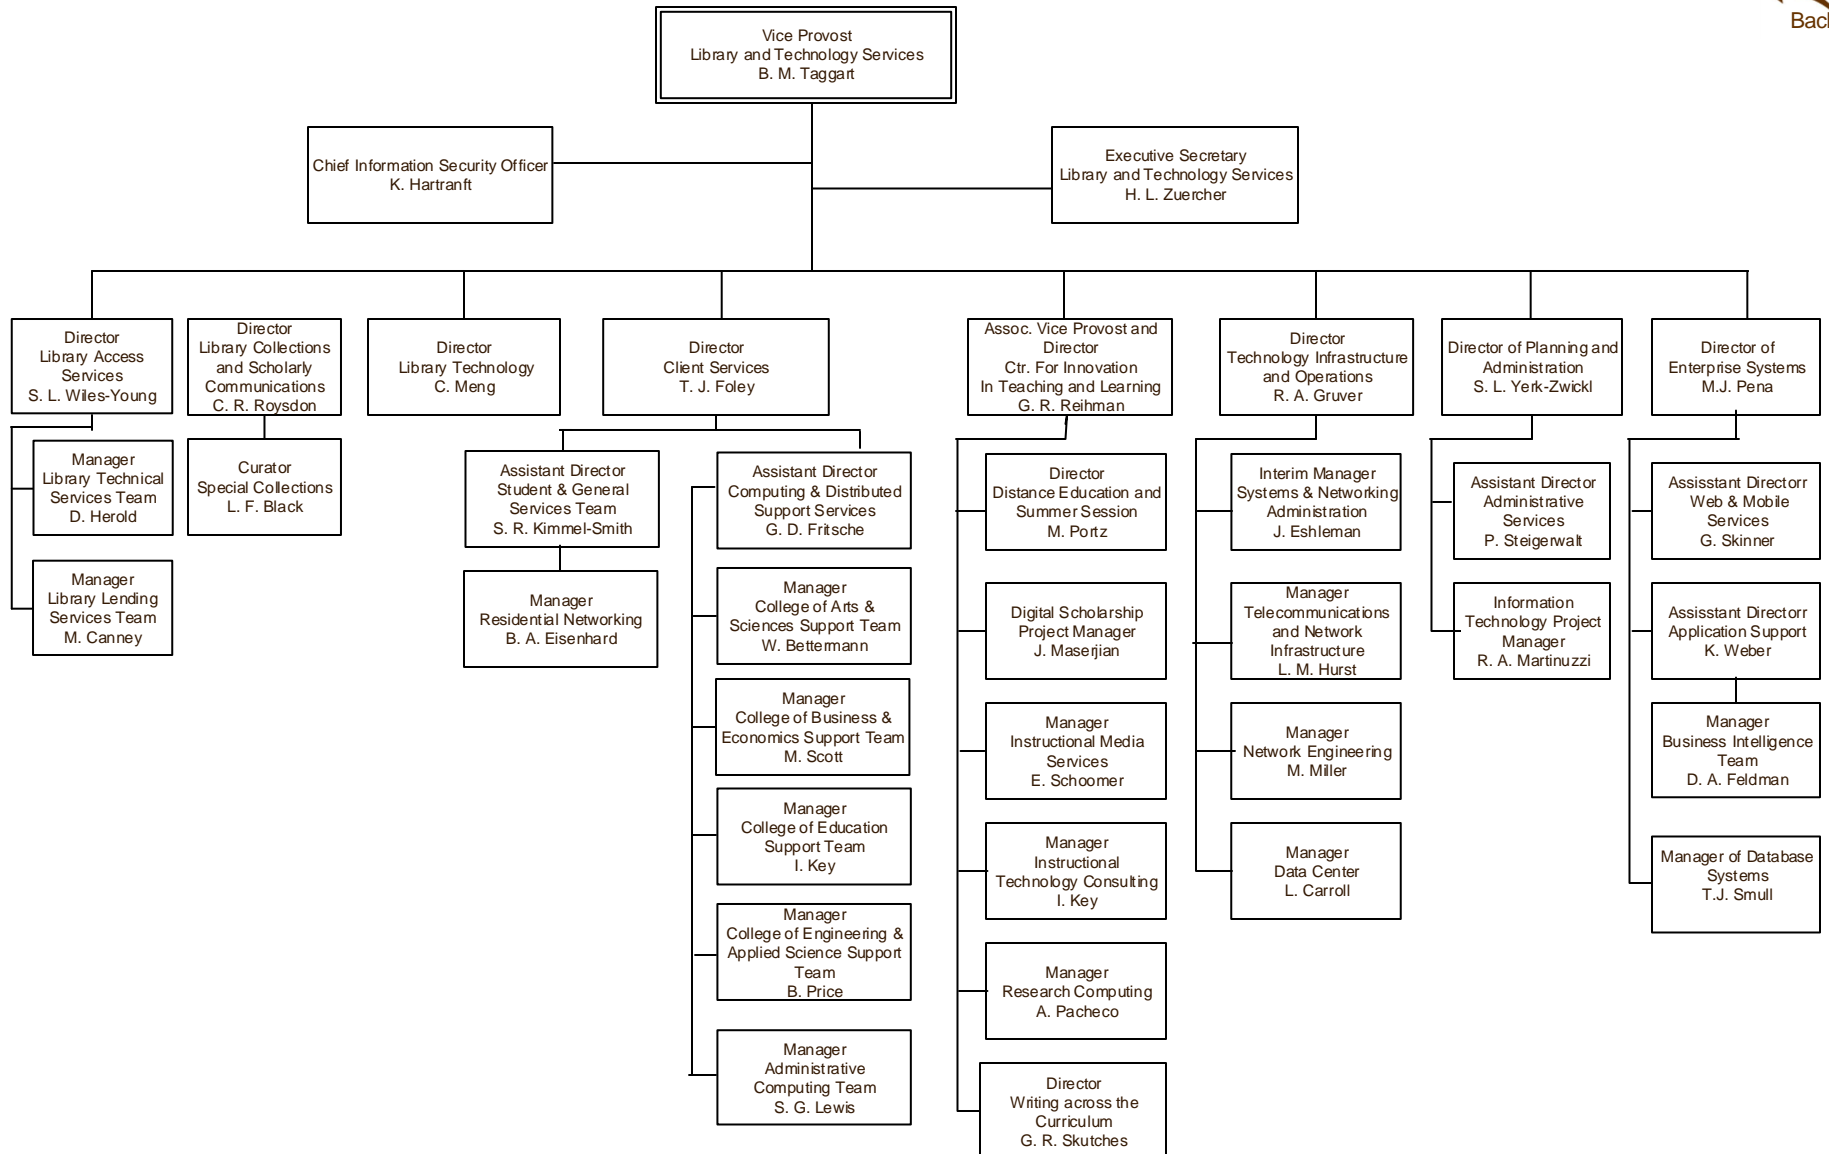 Back
Vice Provost
Library and Technology Services
B. M. Taggart
Chief Information Security Officer
K. Hartranft
Executive Secretary
Library and Technology Services
H. L. Zuercher
Director
Library Access
Services
S. L. Wiles-Young
Director
Library Collections
and Scholarly
Communications
C. R. Roysdon
Director
Library Technology
C. Meng
Director
Client Services
T. J. Foley
Assoc. Vice Provost and
Director
Ctr. For Innovation
In Teaching and Learning
G. R. Reihman
Director
Technology Infrastructure
and Operations
R. A. Gruver
Director of Planning and
Administration
S. L. Yerk-Zwickl
Director of
Enterprise Systems
M.J. Pena
Manager
Library Technical
Services Team
D. Herold
Manager
Library Lending
Services Team
M. Canney
Curator
Special Collections
L. F. Black
Assistant Director
Student & General
Services Team
S. R. Kimmel-Smith
Manager
Residential Networking
B. A. Eisenhard
Assistant Director
Computing & Distributed
Support Services
G. D. Fritsche
Manager
College of Arts &
Sciences Support Team
W. Bettermann
Manager
College of Business &
Economics Support Team
M. Scott
Manager
College of Education
Support Team
I. Key
Manager
College of Engineering &
Applied Science Support
Team
B. Price
Manager
Administrative
Computing Team
S. G. Lewis
Director
Distance Education and
Summer Session
M. Portz
Digital Scholarship
Project Manager
J. Maserjian
Manager
Instructional Media
Services
E. Schoomer
Manager
Instructional
Technology Consulting
I. Key
Manager
Research Computing
A. Pacheco
Director
Writing across the
Curriculum
G. R. Skutches
Interim Manager
Systems & Networking
Administration
J. Eshleman
Manager
Telecommunications
and Network
Infrastructure
L. M. Hurst
Manager
Network Engineering
M. Miller
Manager
Data Center
L. Carroll
Assistant Director
Administrative
Services
P. Steigerwalt
Information
Technology Project
Manager
R. A. Martinuzzi
Assisstant Directorr
Web & Mobile
Services
G. Skinner
Assisstant Directorr
Application Support
K. Weber
Manager
Business Intelligence
Team
D. A. Feldman
Manager of Database
Systems
T.J. Smull